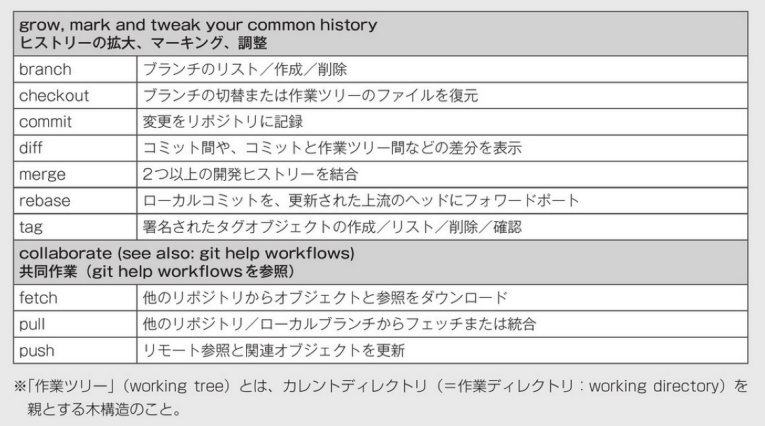 grow, mark and tweak your common history
ヒストリーの拡大、マーキング、調整
branch ブランチのリスト／作成／削除
checkout ブランチの切替または作業ツリーのファイルを復元
commit 変更をリポジトリに記録
diff コミット間や、コミットと作業ツリー間などの差分を表示
merge 2つ以上の開発ヒストリーを結合
rebase ローカルコミットを、更新された上流のヘッドにフォワードポート
tag 署名されたタグオブジェクトの作成／リスト／削除／確認
collaborate (see also: git help workflows)
共同作業（git help workflowsを参照）
fetch 他のリポジトリからオブジェクトと参照をダウンロード
pull 他のリポジトリ／ローカルブランチからフェッチまたは統合
push リモート参照と関連オブジェクトを更新
※「作業ツリー」（working tree）とは、カレントディレクトリ（＝作業ディレクトリ：working directory）を
親とする木構造のこと。